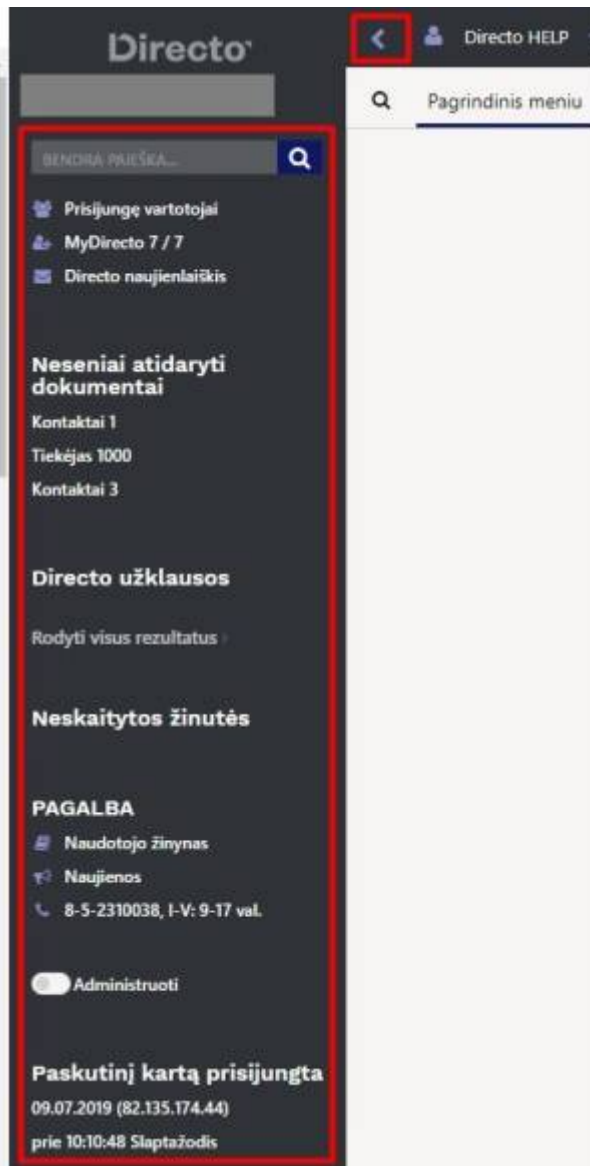 Directo
Directo HELP
Pagrindinis meniu
BENDRA PAIEŠKA...
Prisijungę vartotojai
MyDirecto 7 / 7
Directo naujienlaiškis
Neseniai atidaryti
dokumentai
Kontaktai 1
Tiekėjas 1000
Kontaktai 3
Directo užklausos
Rodyti visus rezultatus
Neskaitytos žinutės
PAGALBA
Naudotojo žinynas
Naujienos
8-5-2310038, I-V: 9-17 val.
Administruoti
Paskutinį kartą prisijungta
09.07.2019 (82.135.174.44)
prie 10:10:48 Slaptažodis